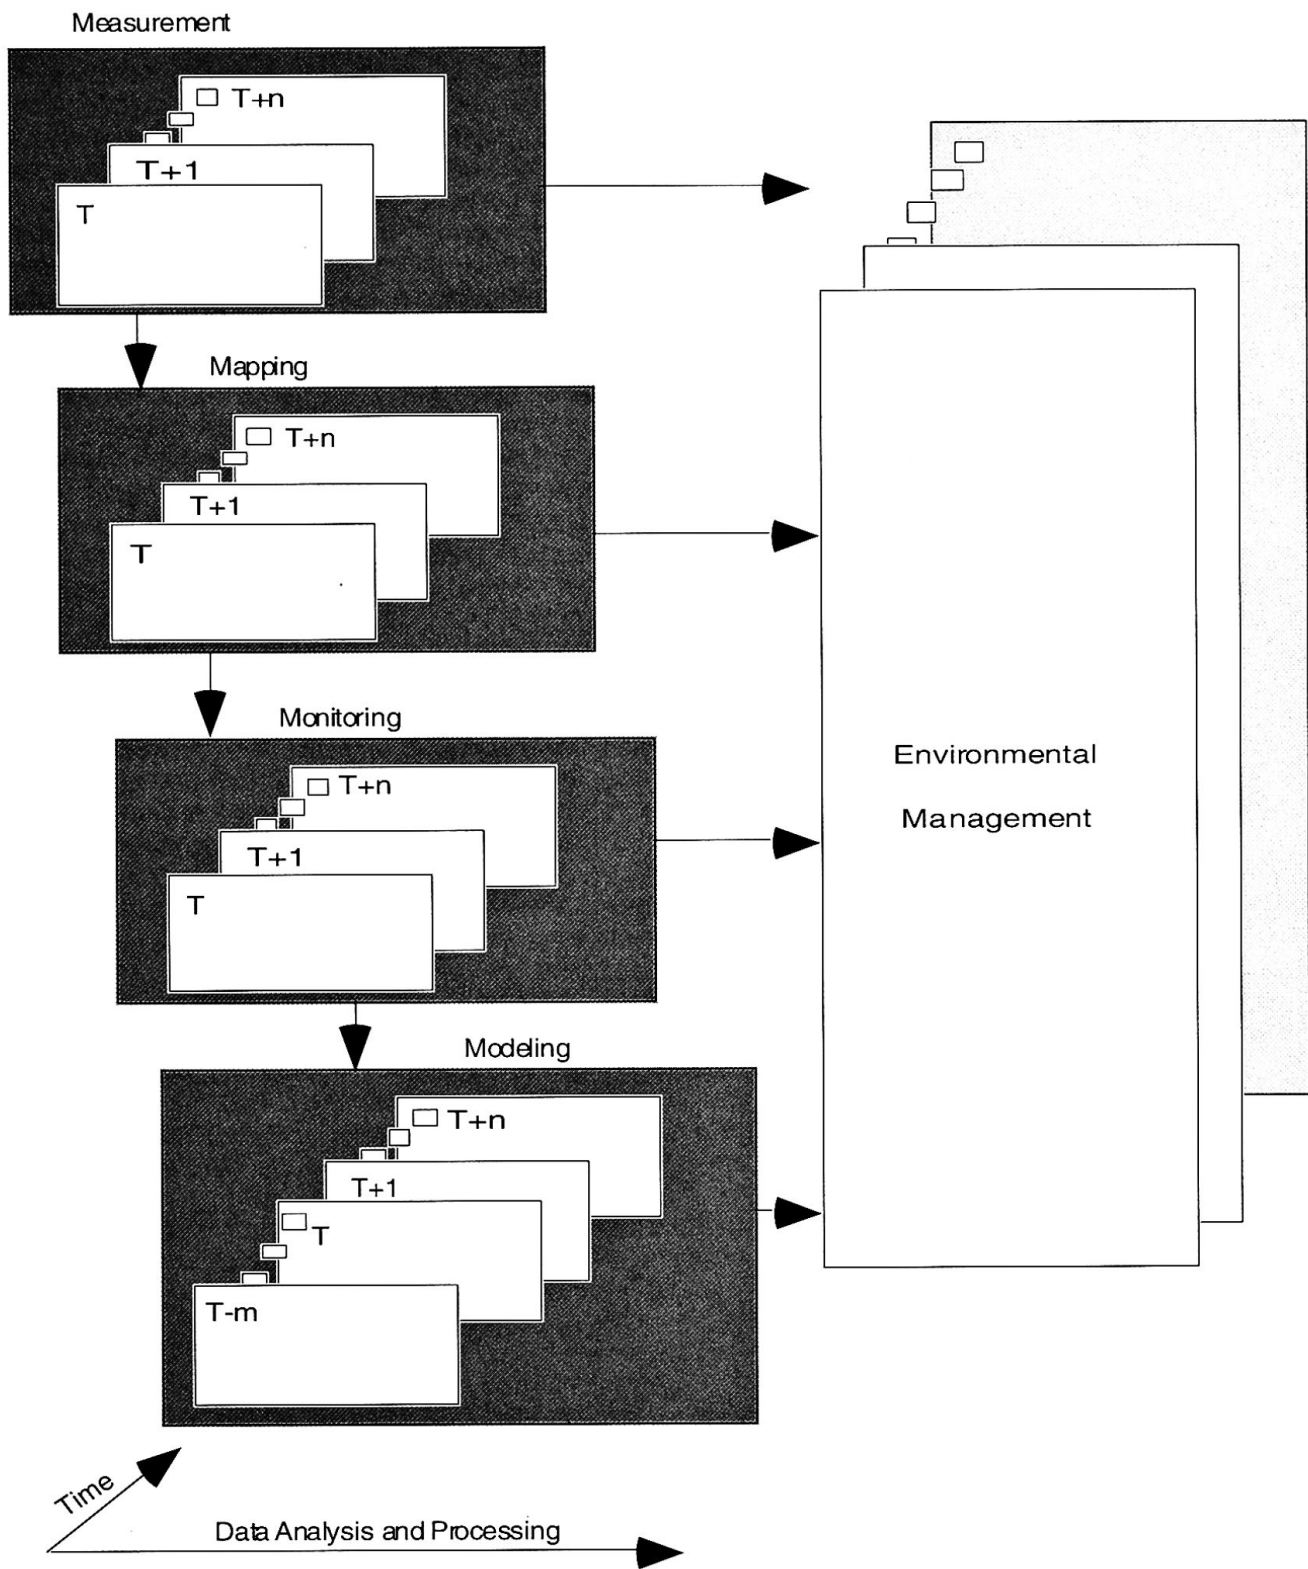 Measurement
T+n
T+1
T
Mapping
T+n
T+1
T
Monitoring
T+n
T+1
T
Environmental
Management
Modeling
T+n
T+1
T
T-m
Time
Data Analysis and Processing